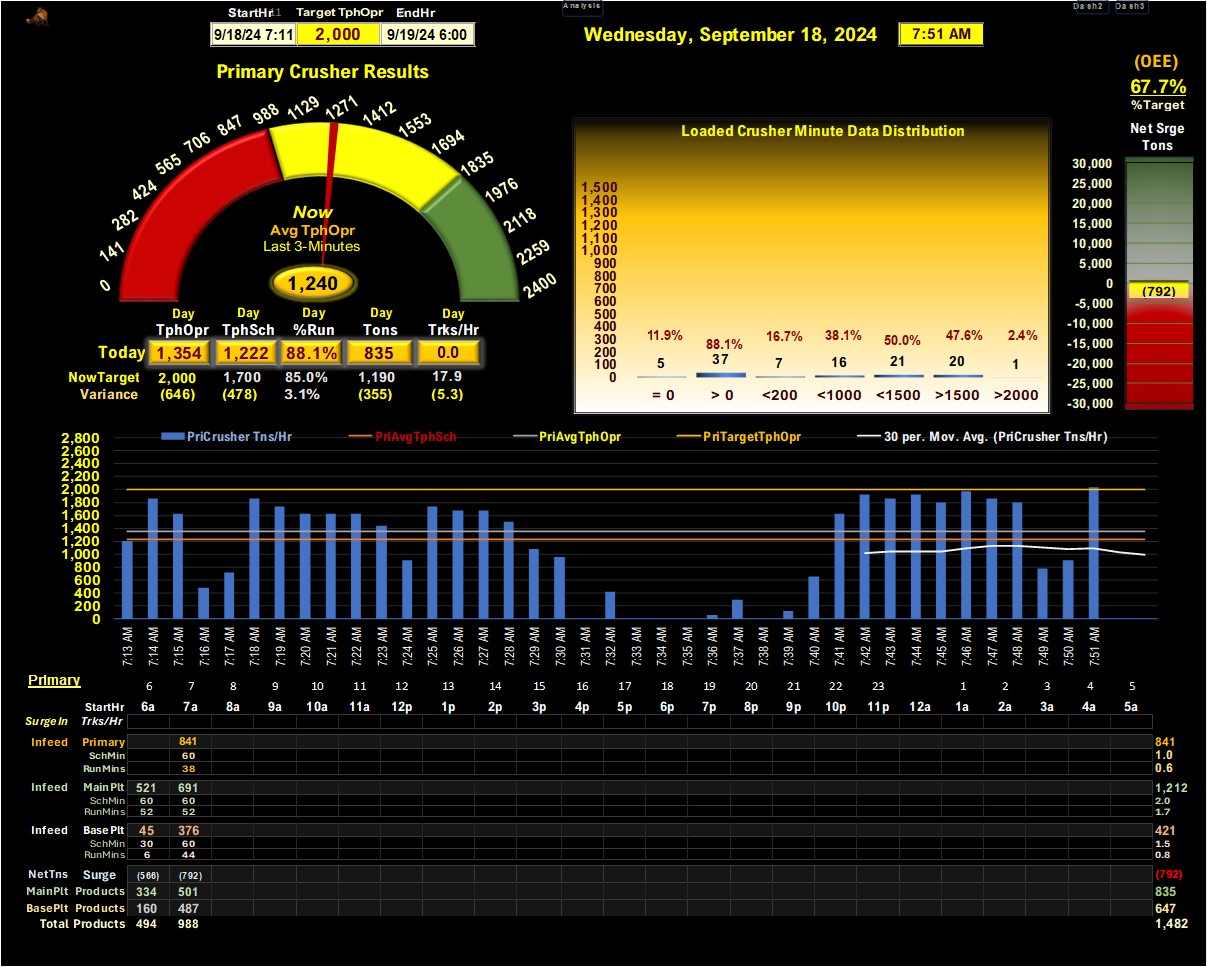 StartHr Target TphOpr EndHr
9/18/24 7:11 2,000 9/19/24 6:00
Analysis
Dash2 Dash3
Wednesday, September 18, 2024 7:51 AM
(OEE)
67.7%
%Target
Primary Crusher Results
0 141 282 424 565 706 847 988 1129 1271 1412 1553 1694 1835 1976 2118 2259 2400
Now
Avg TphOpr
Last 3-Minutes
1,240
Day Day Day Day Day
TphOpr TphSch %Run Tons Trks/Hr
Today 1,354 1,222 88.1% 835 0.0
NowTarget 2,000 1,700 85.0% 1,190 17.9
Variance (646) (478) 3.1% (355) (5.3)
Loaded Crusher Minute Data Distribution
1,500
1,400
1,300
1,200
1,100
1,000
900
800
700
600
500
400
300
200
100
0
11.9% 88.1% 16.7% 38.1% 50.0% 47.6% 2.4%
5 37 7 16 21 20 1
= 0 > 0 <200 <1000 <1500 >1500 >2000
Net Srge
Tons
30,000
25,000
20,000
15,000
10,000
5,000
0
(792)
-5,000
-10,000
-15,000
-20,000
-25,000
-30,000
PriCrusher Tns/Hr PriAvgTphSch PriAvgTphOpr PriTargetTphOpr 30 per. Mov. Avg. (PriCrusher Tns/Hr)
2,800
2,600
2,400
2,200
2,000
1,800
1,600
1,400
1,200
1,000
800
600
400
200
0
7:13 AM 7:14 AM 7:15 AM 7:16 AM 7:17 AM 7:18 AM 7:19 AM 7:20 AM 7:21 AM 7:22 AM 7:23 AM 7:24 AM 7:25 AM 7:26 AM 7:27 AM 7:28 AM 7:29 AM 7:30 AM 7:31 AM 7:32 AM 7:33 AM 7:34 AM 7:35 AM 7:36 AM 7:37 AM 7:38 AM 7:39 AM 7:40 AM 7:41 AM 7:42 AM 7:43 AM 7:44 AM 7:45 AM 7:46 AM 7:47 AM 7:48 AM 7:49 AM 7:50 AM 7:51 AM
Primary
6 7 8 9 10 11 12 13 14 15 16 17 18 19 20 21 22 23 1 2 3 4 5
StartHr 6a 7a 8a 9a 10a 11a 12p 1p 2p 3p 4p 5p 6p 7p 8p 9p 10p 11p 12a 1a 2a 3a 4a 5a
SurgeIn Trks/Hr
Infeed Primary 841 841
SchMin 60 1.0
RunMins 38 0.6
Infeed MainPlt 521 691 1,212
SchMin 60 60 2.0
RunMins 52 52 1.7
Infeed BasePlt 45 376 421
SchMin 30 60 1.5
RunMins 6 44 0.8
NetTns Surge (566) (792) (792)
MainPlt Products 334 501 835
BasePlt Products 160 487 647
Total Products 494 988 1,482